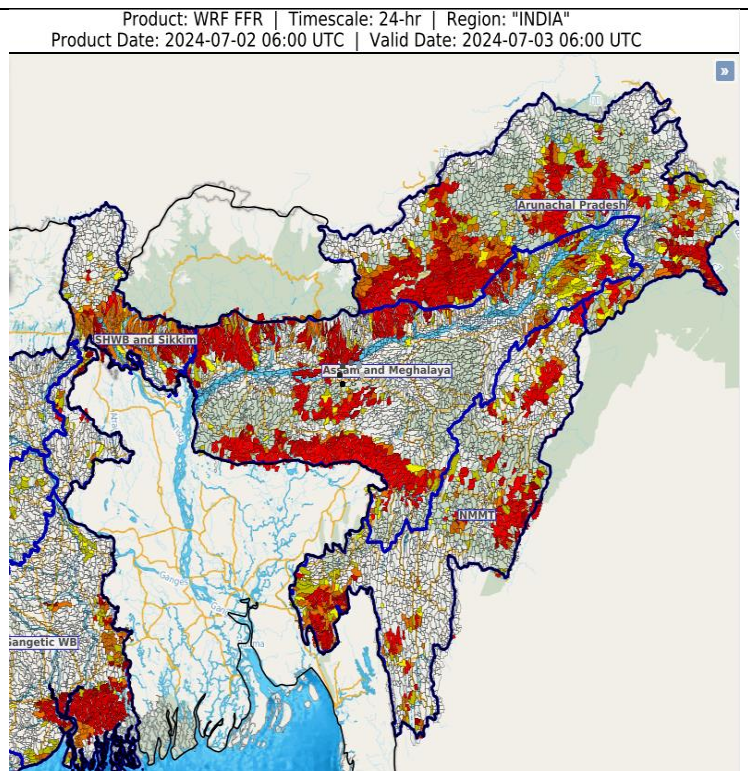 Product: WRF FFR | Timescale: 24-hr | Region: "INDIA"
Product Date: 2024-07-02 06:00 UTC | Valid Date: 2024-07-03 06:00 UTC
»
Arunachal Pradesh
SHWB and Sikkim
Assam and Meghalaya
NMMT
Ganges
Gangetic WB